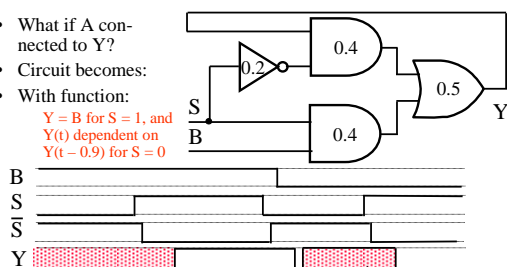 • What if A con-
nected to Y?
• Circuit becomes:
• With function:
Y = B for S = 1, and
Y(t) dependent on
Y(t – 0.9) for S = 0
0.4
0.2
0.5
S
B
0.4
Y
B
S
S̅
Y